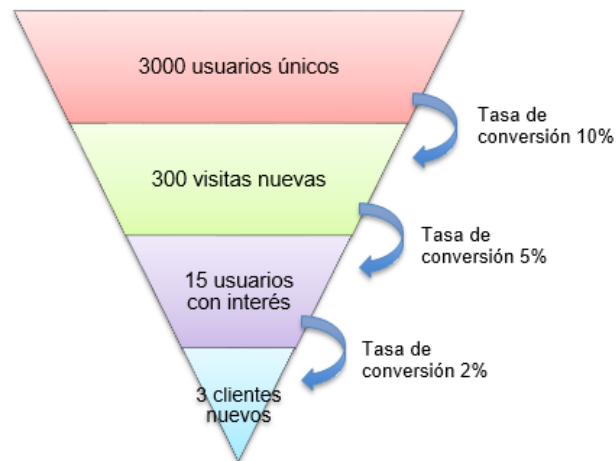 3000 usuarios únicos
Tasa de
conversión 10%
300 visitas nuevas
Tasa de
conversión 5%
15 usuarios
con interés
Tasa de
conversión 2%
3 clientes
nuevos